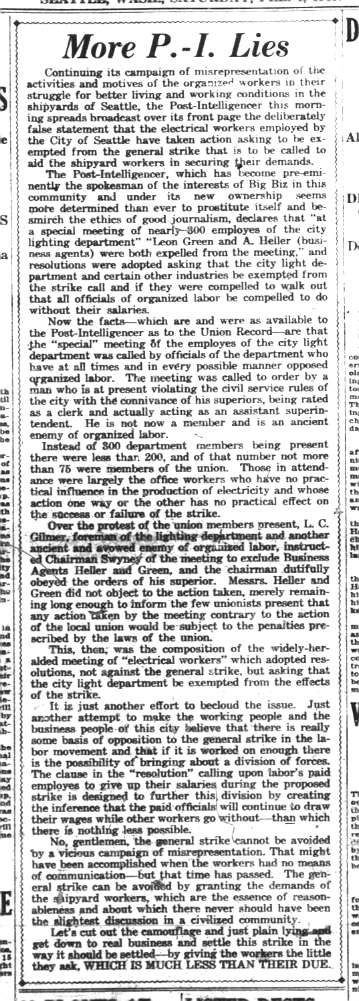 More P.-I. Lies
Continuing its campaign of misrepresentation of the
activities and motives of the organized workers in their
struggle for better living and working conditions in the
shipyards of Seattle, the Post-Intelligencer this morn-
ing spreads broadcast over its front page the deliberately
false statement that the electrical workers employed by
the City of Seattle have taken action asking to be ex-
empted from the general strike that is to be called to
aid the shipyard workers in securing their demands.
The Post-Intelligencer, which has become pre-emi-
nently the spokesman of the interests of Big Biz in this
community and under its new ownership seems
more determined than ever to prostitute itself and be-
smirch the ethics of good journalism, declares that "at
a special meeting of nearly 300 employes of the city
lighting department" "Leon Green and A. Heller (busi-
ness agents) were both expelled from the meeting," and
resolutions were adopted asking that the city light de-
partment and certain other industries be exempted from
the strike call and if they were compelled to walk out
that all officials of organized labor be compelled to do
without their salaries.
Now the facts—which are and were as available to
the Post-Intelligencer as to the Union Record—are that
the "special" meeting of the employes of the city light
department was called by officials of the department who
have at all times and in every possible manner opposed
organized labor. The meeting was called to order by a
man who is at present violating the civil service rules of
the city with the connivance of his superiors, being rated
as a clerk and actually acting as an assistant superin-
tendent. He is not now a member and is an ancient
enemy of organized labor.
Instead of 300 department members being present
there were less than 200, and of that number not more
than 75 were members of the union. Those in attend-
ance were largely the office workers who have no prac-
tical influence in the production of electricity and whose
action one way or the other has no practical effect on
the success or failure of the strike.
Over the protest of the union members present, L. C.
Gilmer, foreman of the lighting department and another
ancient and avowed enemy of organized labor, instruct-
ed Chairman Swyney of the meeting to exclude Business
Agents Heller and Green, and the chairman dutifully
obeyed the orders of his superior. Messrs. Heller and
Green did not object to the action taken, merely remain-
ing long enough to inform the few unionists present that
any action taken by the meeting contrary to the action
of the local union would be subject to the penalties pre-
scribed by the laws of the union.
This, then, was the composition of the widely-her-
alded meeting of "electrical workers" which adopted res-
olutions, not against the general strike, but asking that
the city light department be exempted from the effects
of the strike.
It is just another effort to becloud the issue. Just
another attempt to make the working people and the
business people of this city believe that there is really
some basis of opposition to the general strike in the la-
bor movement and that if it is worked on enough there
is the possibility of bringing about a division of forces.
The clause in the "resolution" calling upon labor's paid
employes to give up their salaries during the proposed
strike is designed to further this division by creating
the inference that the paid officials will continue to draw
their wages while other workers go without—than which
there is nothing less possible.
No, gentlemen, the general strike cannot be avoided
by a vicious campaign of misrepresentation. That might
have been accomplished when the workers had no means
of communication—but that time has passed. The gen-
eral strike can be avoided by granting the demands of
the shipyard workers, which are the essence of reason-
ableness and about which there never should have been
the slightest discussion in a civilized community.
Let's cut out the camouflage and just plain lying and
get down to real business and settle this strike in the
way it should be settled—by giving the workers the little
they ask, WHICH IS MUCH LESS THAN THEIR DUE.